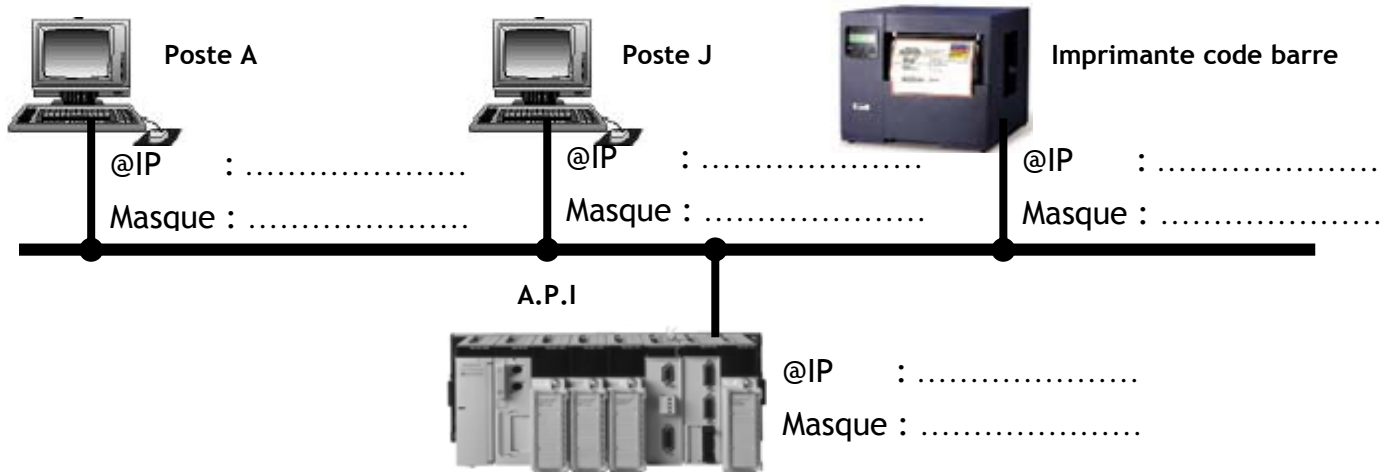 Poste A
Poste J
Imprimante code barre
@IP : .....................
Masque : .....................
@IP : .....................
Masque : .....................
@IP : .....................
Masque : .....................
A.P.I
@IP : .....................
Masque : .....................